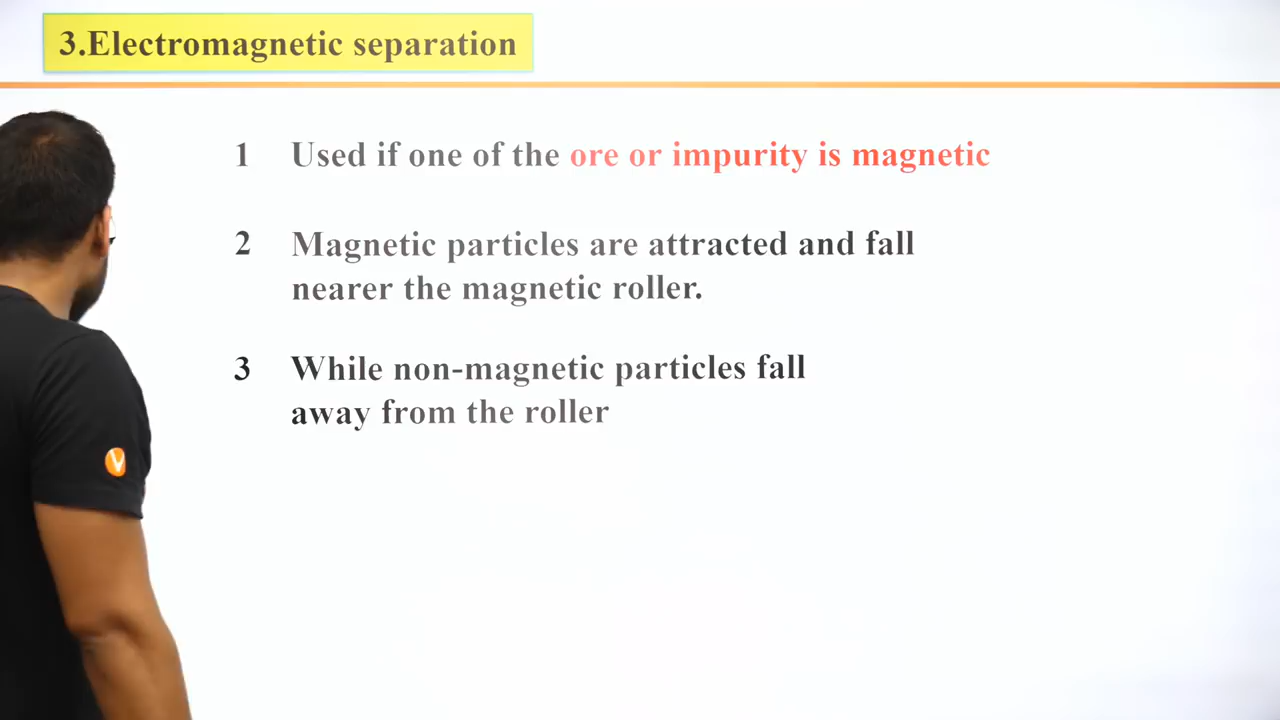 3.Electromagnetic separation
1 Used if one of the ore or impurity is magnetic
2 Magnetic particles are attracted and fall
nearer the magnetic roller.
3 While non-magnetic particles fall
away from the roller